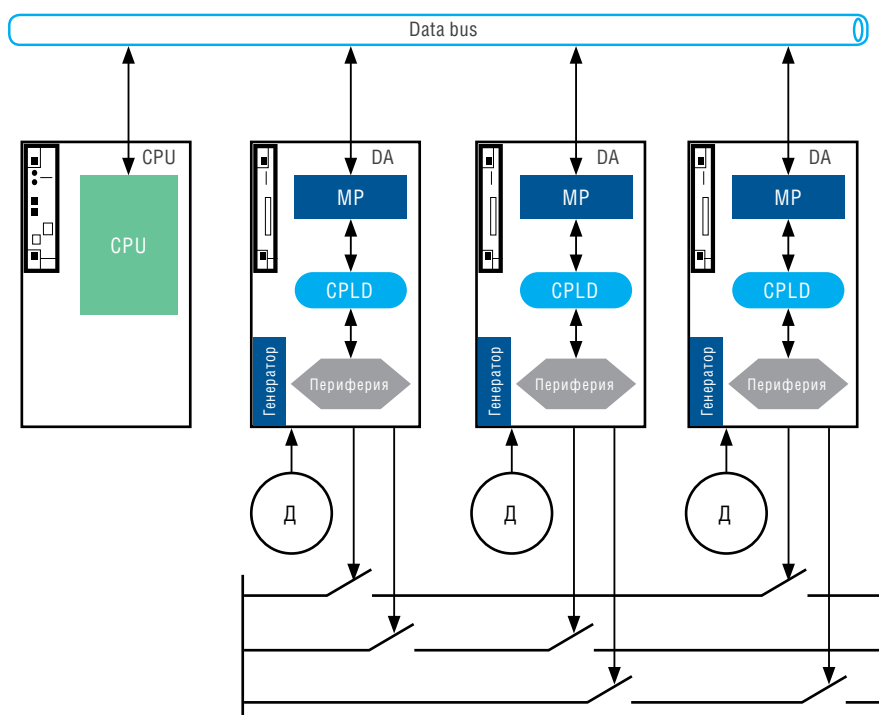 Data bus
CPU
DA
DA
DA
CPU
MP
MP
MP
CPLD
CPLD
CPLD
Генератор
Периферия
Генератор
Периферия
Генератор
Периферия
Д
Д
Д